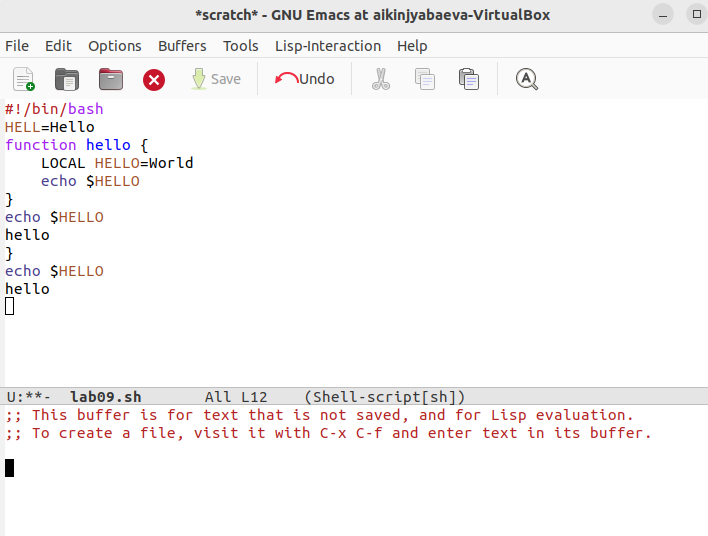 *scratch* - GNU Emacs at aikinjyabaeva-VirtualBox
File Edit Options Buffers Tools Lisp-Interaction Help
Save Undo
#!/bin/bash
HELL=Hello
function hello {
    LOCAL HELLO=World
    echo $HELLO
}
echo $HELLO
hello
}
echo $HELLO
hello
U:**-  lab09.sh       All L12    (Shell-script[sh])
;; This buffer is for text that is not saved, and for Lisp evaluation.
;; To create a file, visit it with C-x C-f and enter text in its buffer.